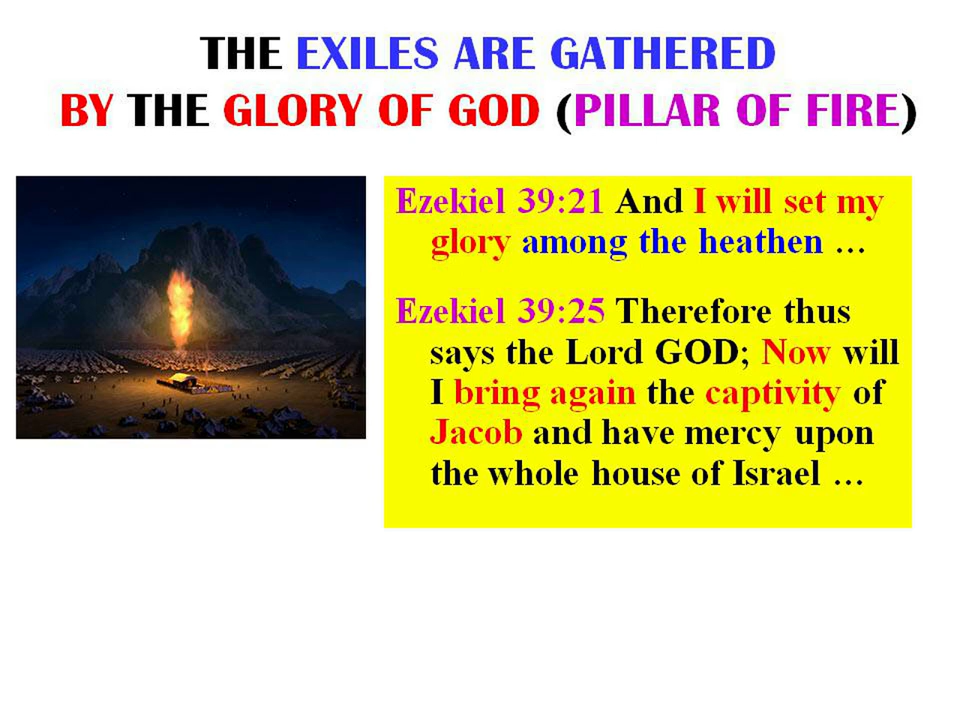 THE EXILES ARE GATHERED
BY THE GLORY OF GOD (PILLAR OF FIRE)
Ezekiel 39:21 And I will set my
glory among the heathen …
Ezekiel 39:25 Therefore thus
says the Lord GOD; Now will
I bring again the captivity of
Jacob and have mercy upon
the whole house of Israel …